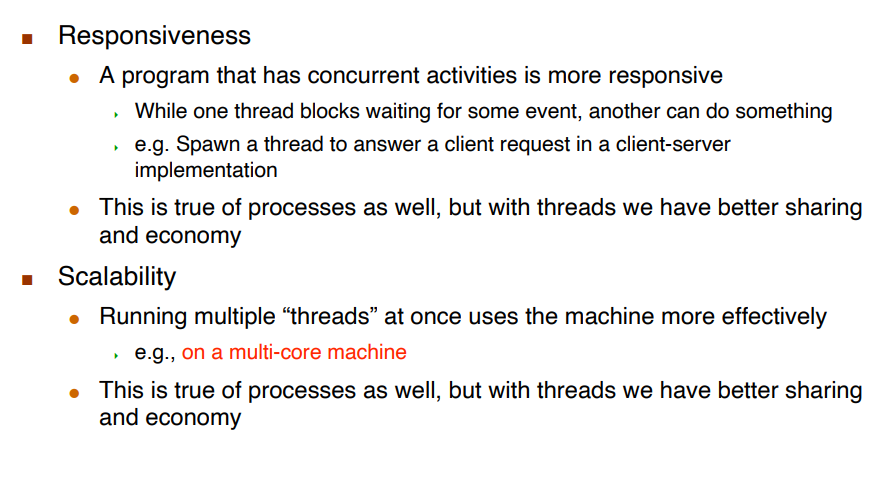 Responsiveness
A program that has concurrent activities is more responsive
While one thread blocks waiting for some event, another can do something
e.g. Spawn a thread to answer a client request in a client-server
implementation
This is true of processes as well, but with threads we have better sharing
and economy
Scalability
Running multiple “threads” at once uses the machine more effectively
e.g., on a multi-core machine
This is true of processes as well, but with threads we have better sharing
and economy